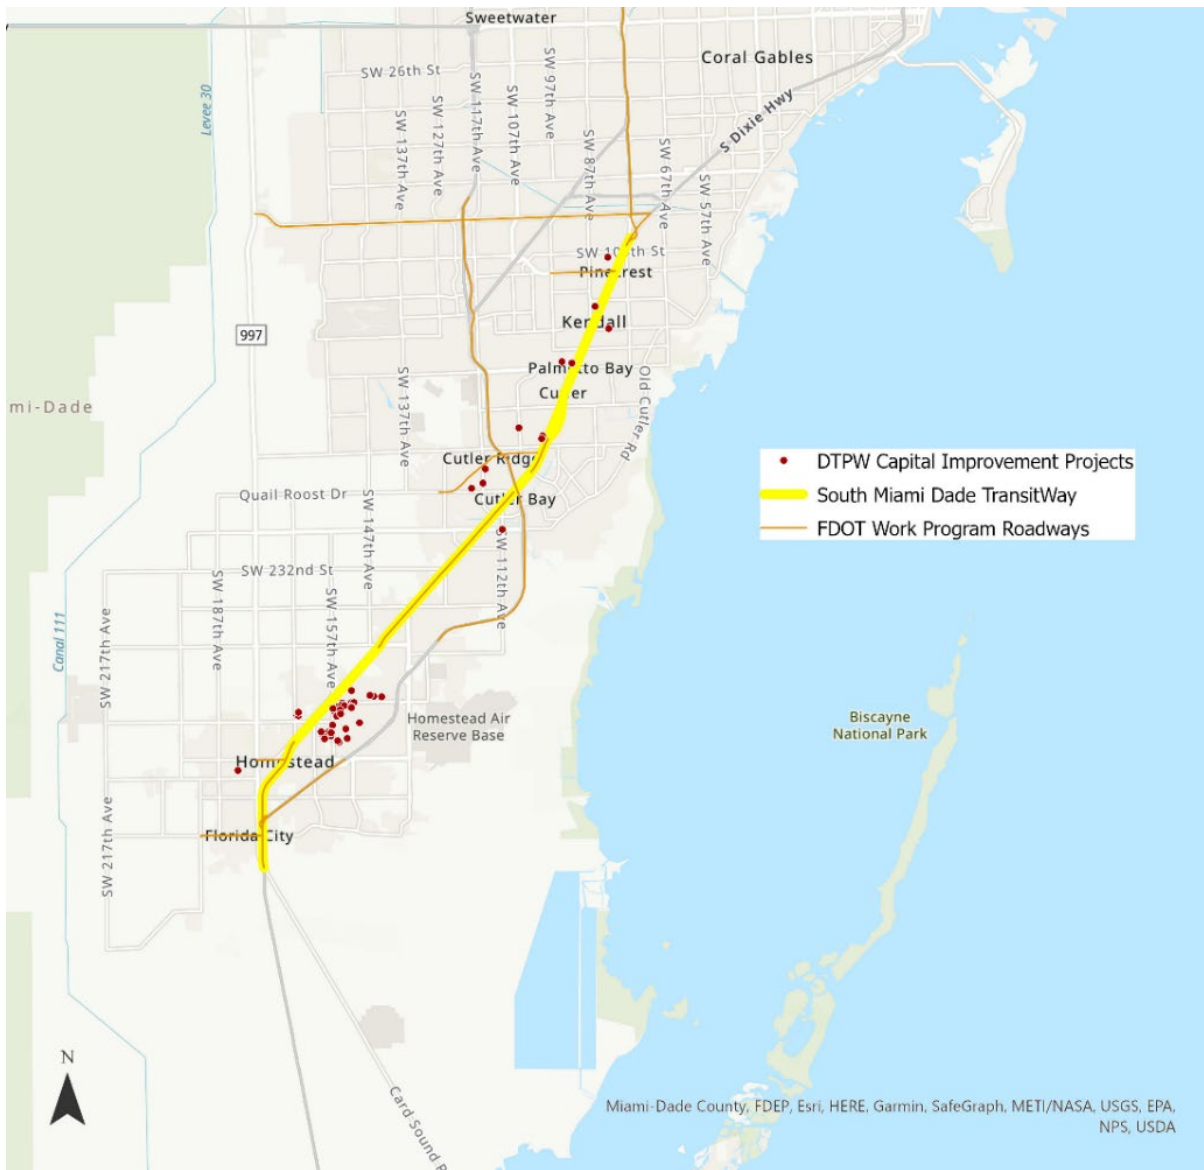 Sweetwater
Coral Gables
SW 26th St
SW 97th Ave
SW 117th Ave
SW 107th Ave
SW 127th Ave
SW 137th Ave
SW 87th Ave
S Dixie Hwy
SW 67th Ave
SW 57th Ave
Levee 30
Pinecrest
997
Kendall
Palmetto Bay
Cutler
mi-Dade
SW 137th Ave
Old Cutler Rd
Cutler Ridge
Quail Roost Dr
Cutler Bay
DTPW Capital Improvement Projects
South Miami Dade TransitWay
FDOT Work Program Roadways
SW 147th Ave
SW 112th Ave
SW 232nd St
SW 187th Ave
SW 157th Ave
SW 217th Ave
Canal 111
Homestead Air
Reserve Base
Biscayne
National Park
Homestead
Florida City
SW 217th Ave
N
Card Sound R
Miami-Dade County, FDEP, Esri, HERE, Garmin, SafeGraph, METI/NASA, USGS, EPA,
NPS, USDA